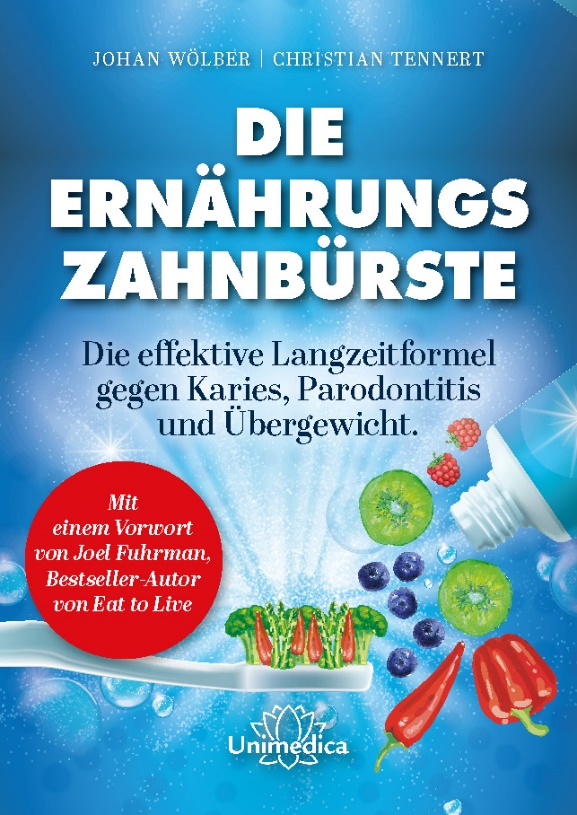 JOHAN WÖLBER | CHRISTIAN TENNERT
DIE
ERNÄHRUNGS
ZAHNBÜRSTE
Die effektive Langzeitformel
gegen Karies, Parodontitis
und Übergewicht.
Mit
einem Vorwort
von Joel Fuhrman,
Bestseller-Autor
von Eat to Live
Unimedica